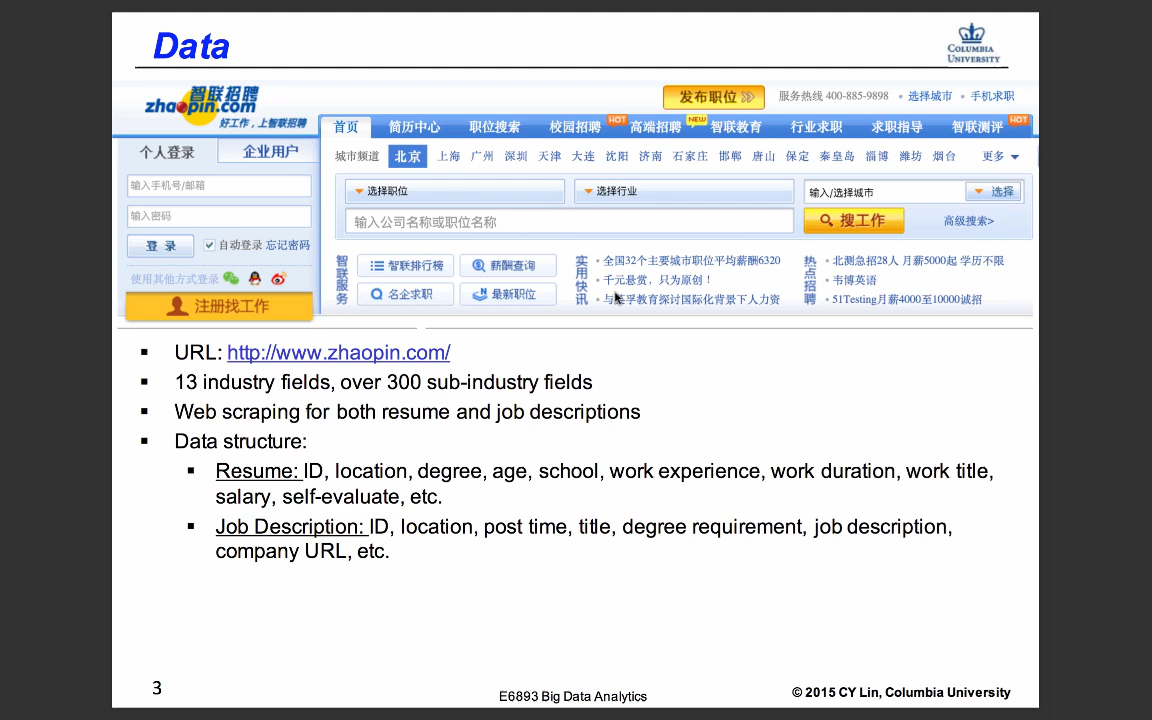 Data
COLUMBIA
UNIVERSITY
智联招聘
zhaopin.com
好工作，上智联招聘
发布职位
服务热线 400-885-9898 选择城市 手机求职
首页 简历中心 职位搜索 校园招聘 HOT 高端招聘 NEW 智联教育 行业求职 求职指导 智联测评 HOT
个人登录 企业用户
城市频道 北京 上海 广州 深圳 天津 大连 沈阳 济南 石家庄 邯郸 唐山 保定 秦皇岛 淄博 潍坊 烟台 更多
输入手机号/邮箱
选择职位 选择行业 输入/选择城市 选择
输入密码
输入公司名称或职位名称 搜工作 高级搜索>
登 录 自动登录 忘记密码
使用其他方式登录
注册找工作
智联服务
智联排行榜 薪酬查询
名企求职 最新职位
实用快讯
全国32个主要城市职位平均薪酬6320
千元悬赏，只为原创！
与 乎教育探讨国际化背景下人力资
热点招聘
北测急招28人 月薪5000起 学历不限
韦博英语
51Testing月薪4000至10000诚招
▪ URL: http://www.zhaopin.com/
▪ 13 industry fields, over 300 sub-industry fields
▪ Web scraping for both resume and job descriptions
▪ Data structure:
▪ Resume: ID, location, degree, age, school, work experience, work duration, work title,
salary, self-evaluate, etc.
▪ Job Description: ID, location, post time, title, degree requirement, job description,
company URL, etc.
3
E6893 Big Data Analytics
© 2015 CY Lin, Columbia University